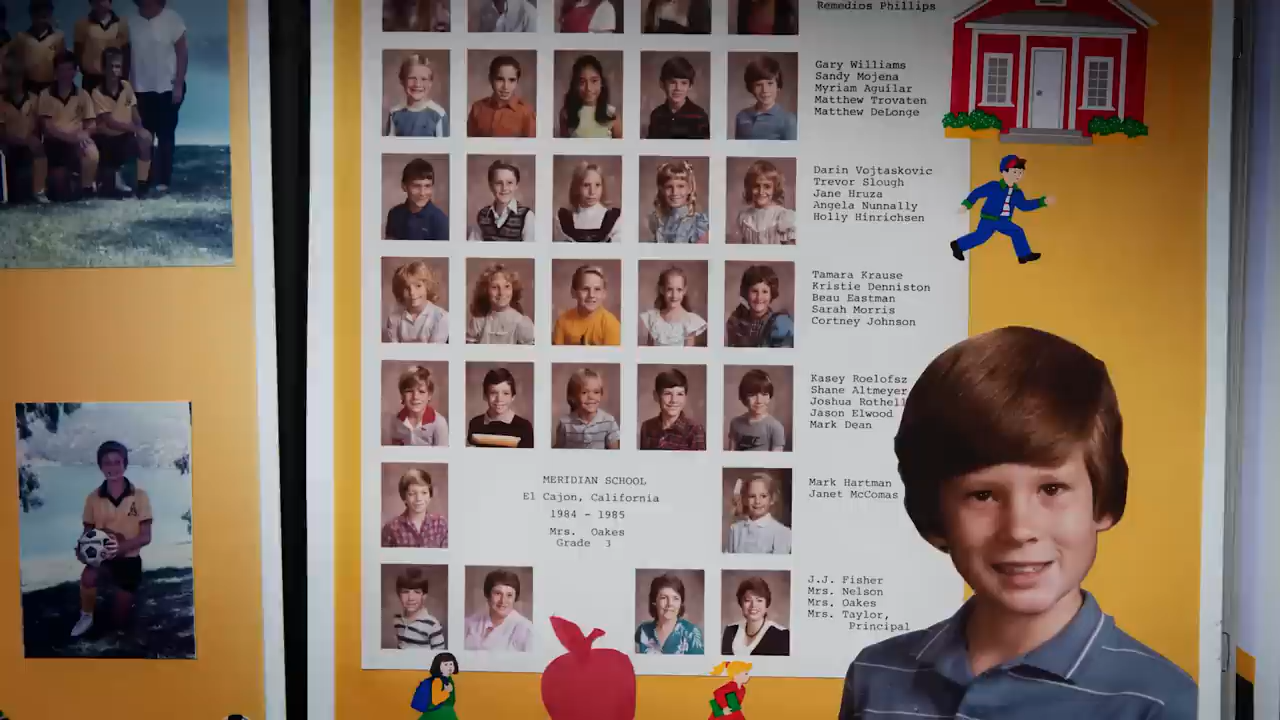 Remedios Phillips
Gary Williams
Sandy Mojena
Myriam Aguilar
Matthew Trovaten
Matthew DeLonge
Darin Vojtaskovic
Trevor Slough
Jane Hruza
Angela Nunnally
Holly Hinrichsen
Tamara Krause
Kristie Denniston
Beau Eastman
Sarah Morris
Cortney Johnson
Kasey Roelofsz
Shane Altmeyer
Joshua Rothell
Jason Elwood
Mark Dean
MERIDIAN SCHOOL
El Cajon, California
1984 - 1985
Mrs. Oakes
Grade 3
Mark Hartman
Janet McComas
J.J. Fisher
Mrs. Nelson
Mrs. Oakes
Mrs. Taylor,
Principal